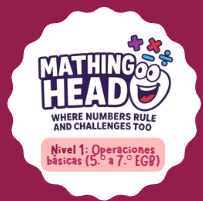 MATHING
HEAD
WHERE NUMBERS RULE
AND CHALLENGES TOO
Nivel 1: Operaciones
básicas (5.º a 7.º EGB)